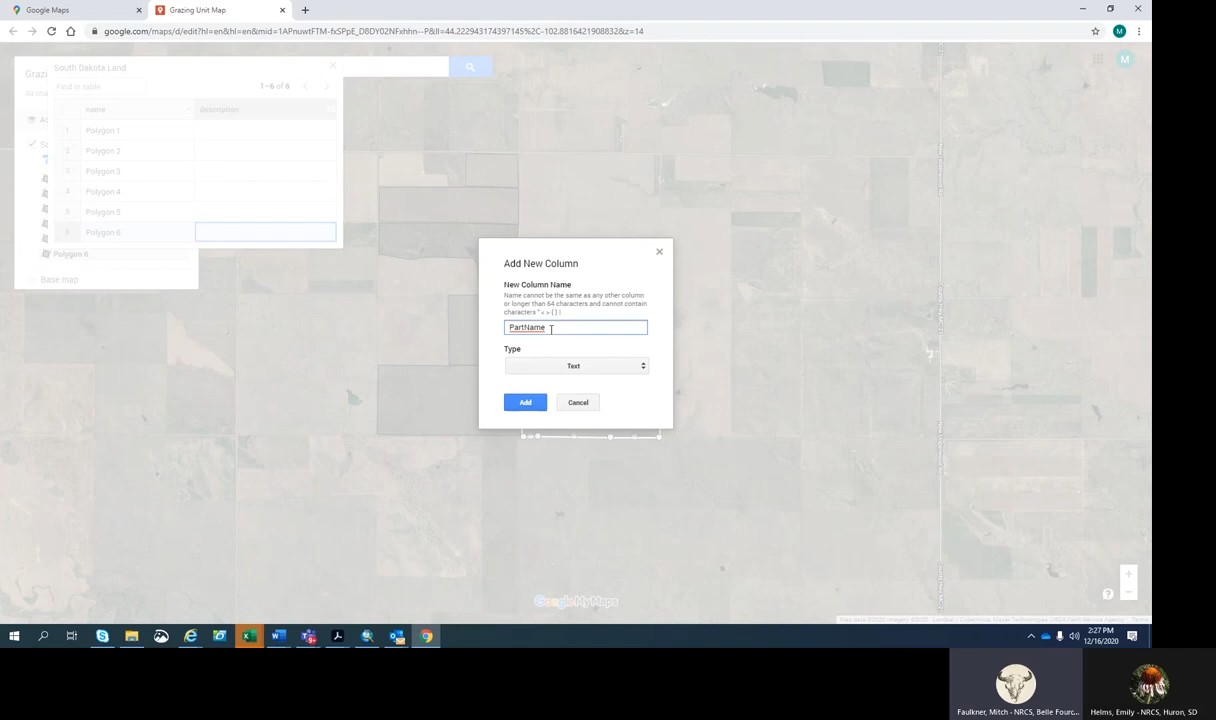 Google Maps
Grazing Unit Map
google.com/maps/d/edit?hl=en&hl=en&mid=1APnuwtFTM-fxSPpE_D8DY02NFxhhn--P&ll=44.222943174397145%2C-102.8816421908832&z=14
M
M
South Dakota Land
Find in table
1–6 of 6
name
description
1
Polygon 1
2
Polygon 2
3
Polygon 3
4
Polygon 4
5
Polygon 5
6
Polygon 6
Polygon 6
Base map
Add New Column
New Column Name
Name cannot be the same as any other column
or longer than 64 characters and cannot contain
characters " < > { } |
PartName
Type
Text
Add
Cancel
Google My Maps
2:27 PM
12/16/2020
Faulkner, Mitch - NRCS, Belle Fourc...
Helms, Emily - NRCS, Huron, SD